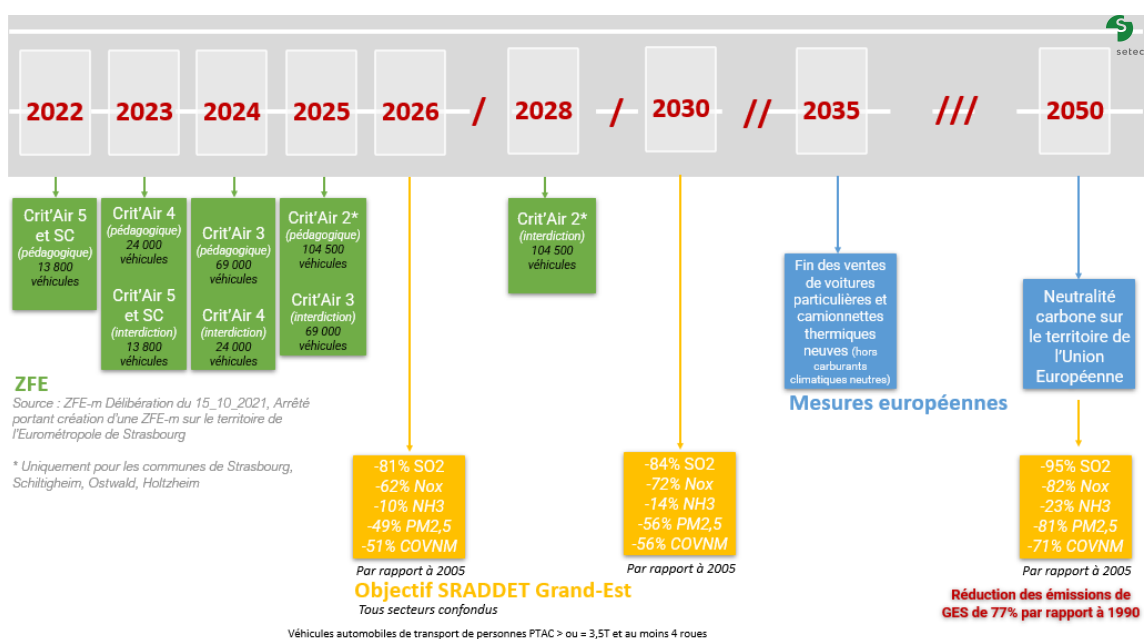 S
setec
2022
2023
2024
2025
2026
/
2028
/
2030
//
2035
///
2050
Crit'Air 5
et SC
(pédagogique)
13 800
véhicules
Crit'Air 4
(pédagogique)
24 000
véhicules
Crit'Air 5
et SC
(interdiction)
13 800
véhicules
Crit'Air 3
(pédagogique)
69 000
véhicules
Crit'Air 4
(interdiction)
24 000
véhicules
Crit'Air 2*
(pédagogique)
104 500
véhicules
Crit'Air 3
(interdiction)
69 000
véhicules
Crit'Air 2*
(interdiction)
104 500
véhicules
Fin des ventes
de voitures
particulières et
camionnettes
thermiques
neuves (hors
carburants
climatiques neutres)
Neutralité
carbone sur
le territoire de
l'Union
Européenne
Mesures européennes
ZFE
Source : ZFE-m Délibération du 15_10_2021, Arrêté
portant création d'une ZFE-m sur le territoire de
l'Eurométropole de Strasbourg
* Uniquement pour les communes de Strasbourg,
Schiltigheim, Ostwald, Holtzheim
-81% SO2
-62% Nox
-10% NH3
-49% PM2,5
-51% COVNM
Par rapport à 2005
-84% SO2
-72% Nox
-14% NH3
-56% PM2,5
-56% COVNM
Par rapport à 2005
-95% SO2
-82% Nox
-23% NH3
-81% PM2,5
-71% COVNM
Par rapport à 2005
Objectif SRADDET Grand-Est
Tous secteurs confondus
Réduction des émissions de
GES de 77% par rapport à 1990
Véhicules automobiles de transport de personnes PTAC > ou = 3,5T et au moins 4 roues